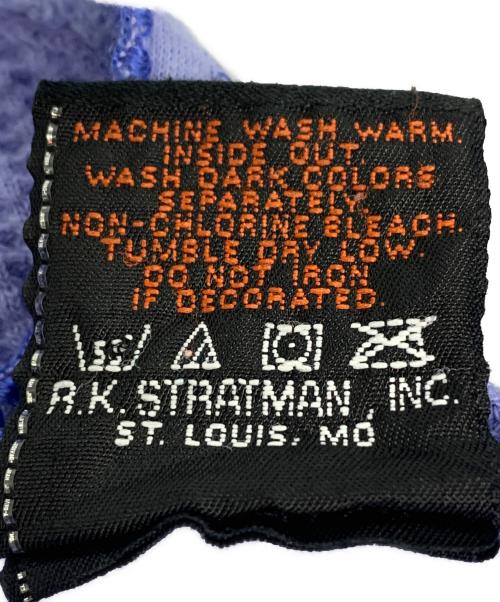 MACHINE WASH WARM.
INSIDE OUT.
WASH DARK COLORS
SEPARATELY.
NON-CHLORINE BLEACH.
TUMBLE DRY LOW.
DO NOT IRON
IF DECORATED.
R.K. STRATMAN, INC.
ST. LOUIS, MO